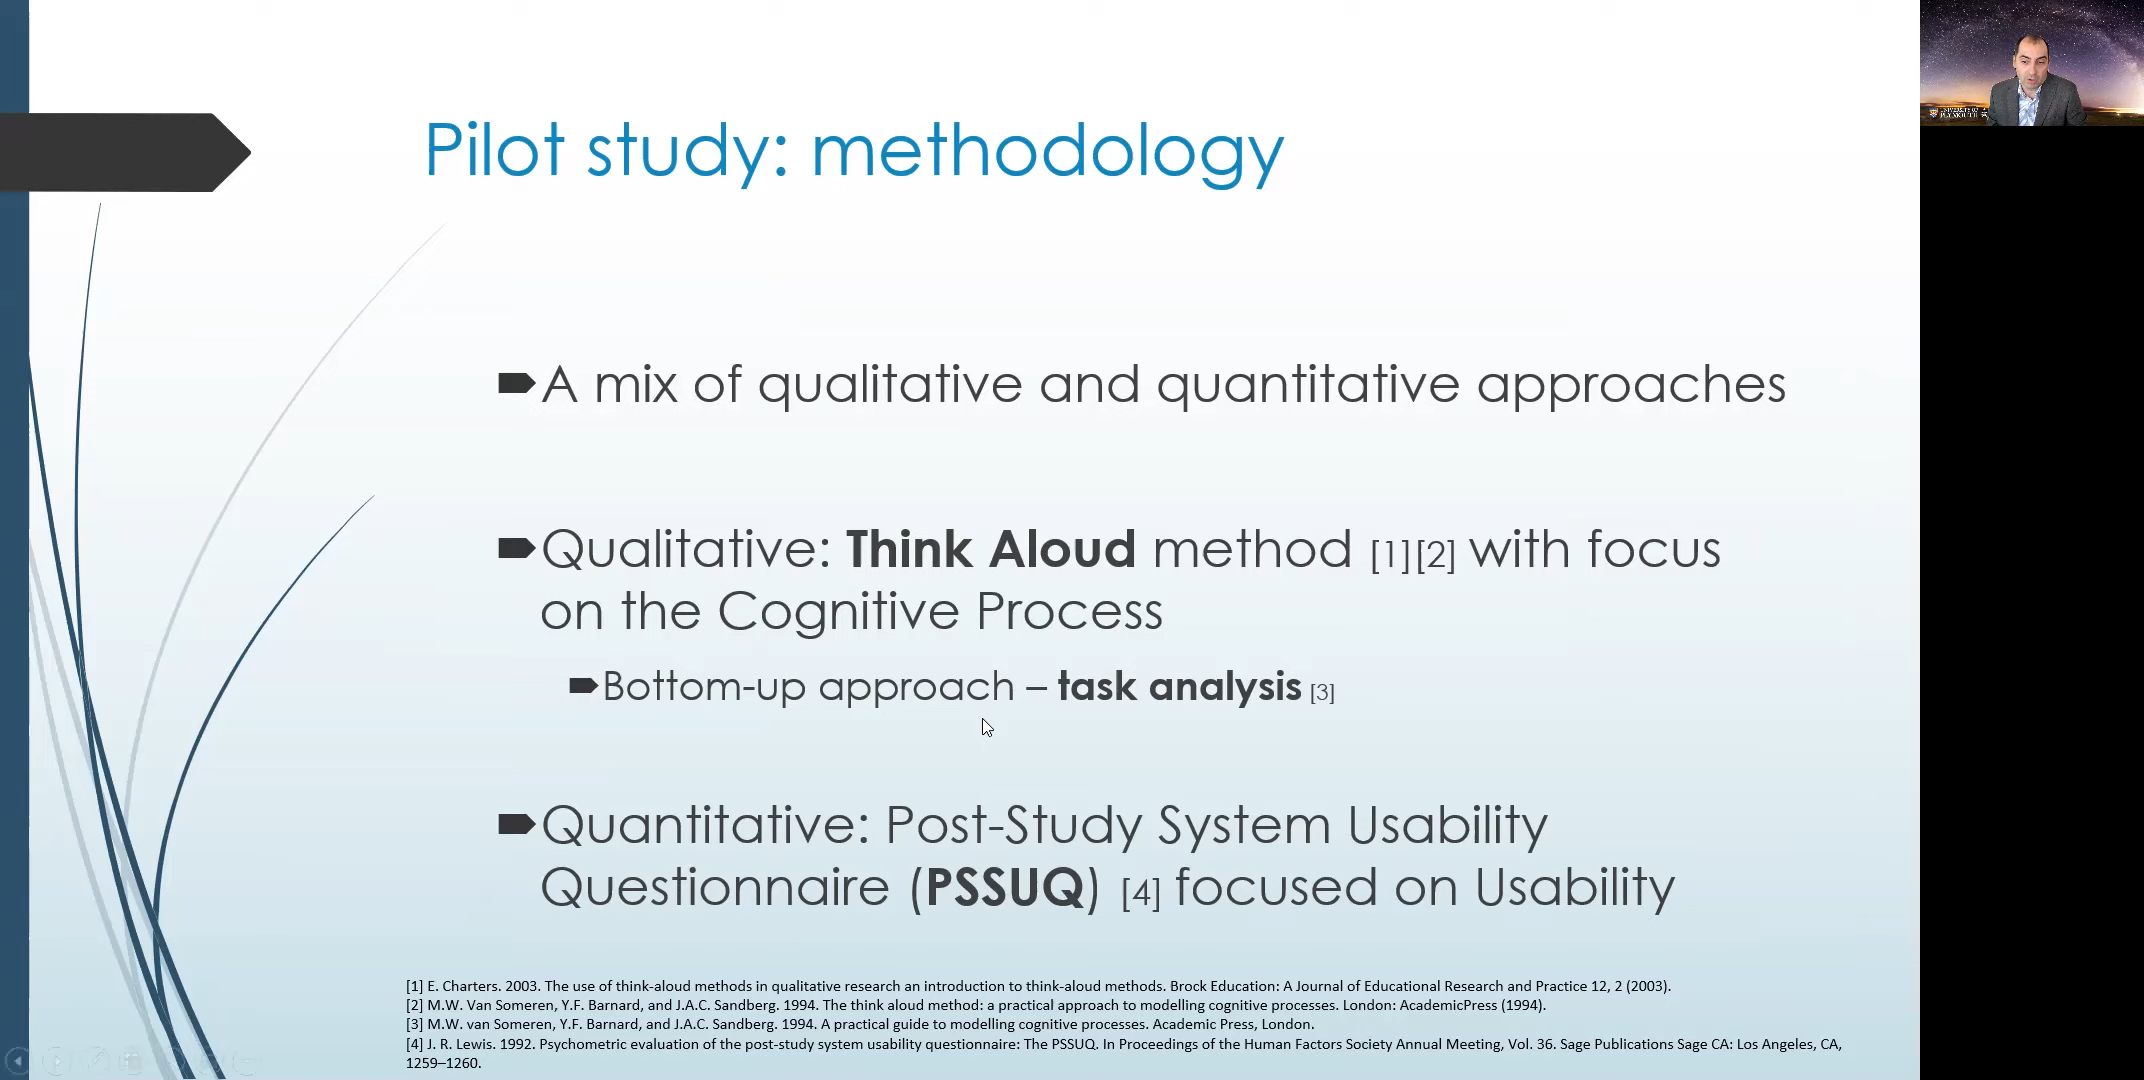 Pilot study: methodology
A mix of qualitative and quantitative approaches
Qualitative: Think Aloud method [1][2] with focus
on the Cognitive Process
Bottom-up approach – task analysis [3]
Quantitative: Post-Study System Usability
Questionnaire (PSSUQ) [4] focused on Usability
[1] E. Charters. 2003. The use of think-aloud methods in qualitative research an introduction to think-aloud methods. Brock Education: A Journal of Educational Research and Practice 12, 2 (2003).
[2] M.W. Van Someren, Y.F. Barnard, and J.A.C. Sandberg. 1994. The think aloud method: a practical approach to modelling cognitive processes. London: AcademicPress (1994).
[3] M.W. van Someren, Y.F. Barnard, and J.A.C. Sandberg. 1994. A practical guide to modelling cognitive processes. Academic Press, London.
[4] J. R. Lewis. 1992. Psychometric evaluation of the post-study system usability questionnaire: The PSSUQ. In Proceedings of the Human Factors Society Annual Meeting, Vol. 36. Sage Publications Sage CA: Los Angeles, CA,
1259–1260.
UNIVERSITY OF
PLYMOUTH